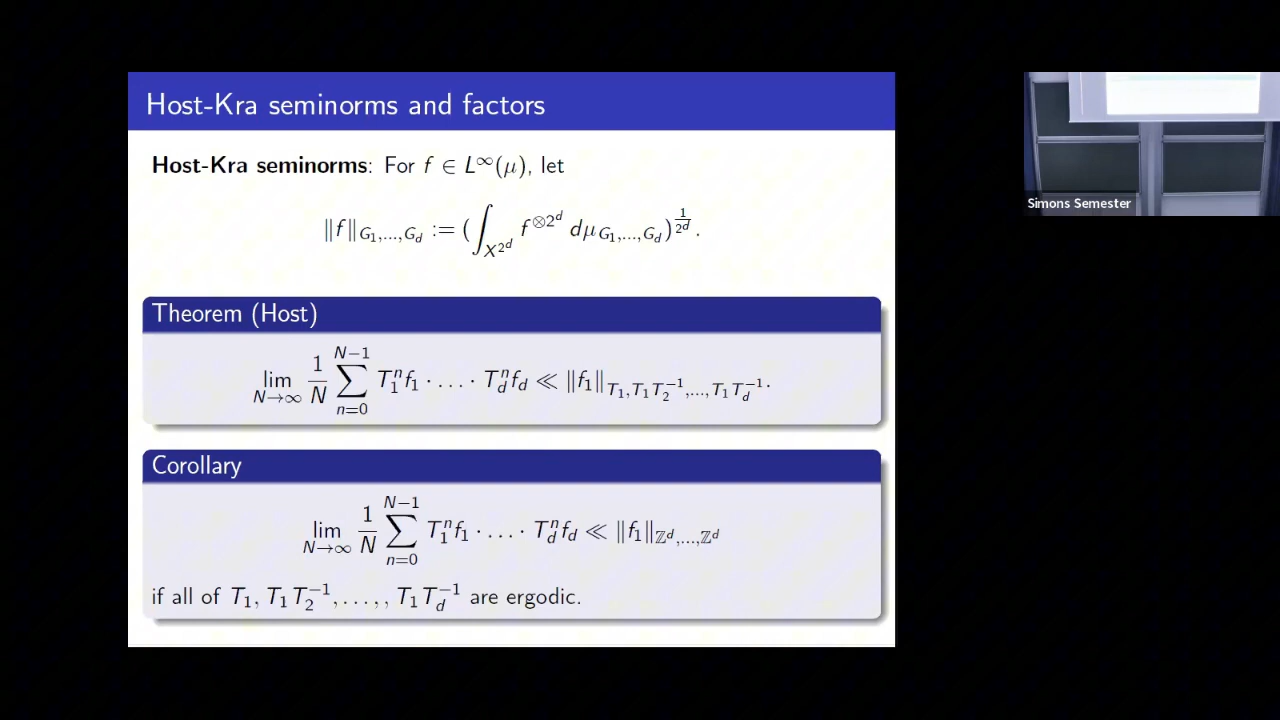 Host-Kra seminorms and factors
Host-Kra seminorms: For f ∈ L^∞(μ), let
‖f‖_{G_1,...,G_d} := (∫_{X^{2^d}} f^{⊗2^d} dμ_{G_1,...,G_d})^{1/2^d}.
Theorem (Host)
lim_{N→∞} 1/N ∑_{n=0}^{N−1} T_1^n f_1 · . . . · T_d^n f_d ≪ ‖f_1‖_{T_1,T_1T_2^{−1},...,T_1T_d^{−1}}.
Corollary
lim_{N→∞} 1/N ∑_{n=0}^{N−1} T_1^n f_1 · . . . · T_d^n f_d ≪ ‖f_1‖_{ℤ^d,...,ℤ^d}
if all of T_1, T_1T_2^{−1}, . . . , , T_1T_d^{−1} are ergodic.
Simons Semester